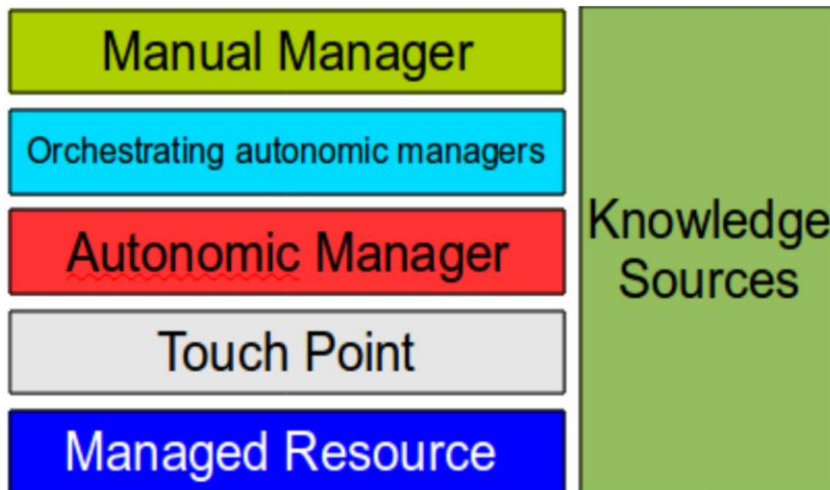 Manual Manager
Orchestrating autonomic managers
Autonomic Manager
Touch Point
Managed Resource
Knowledge
Sources